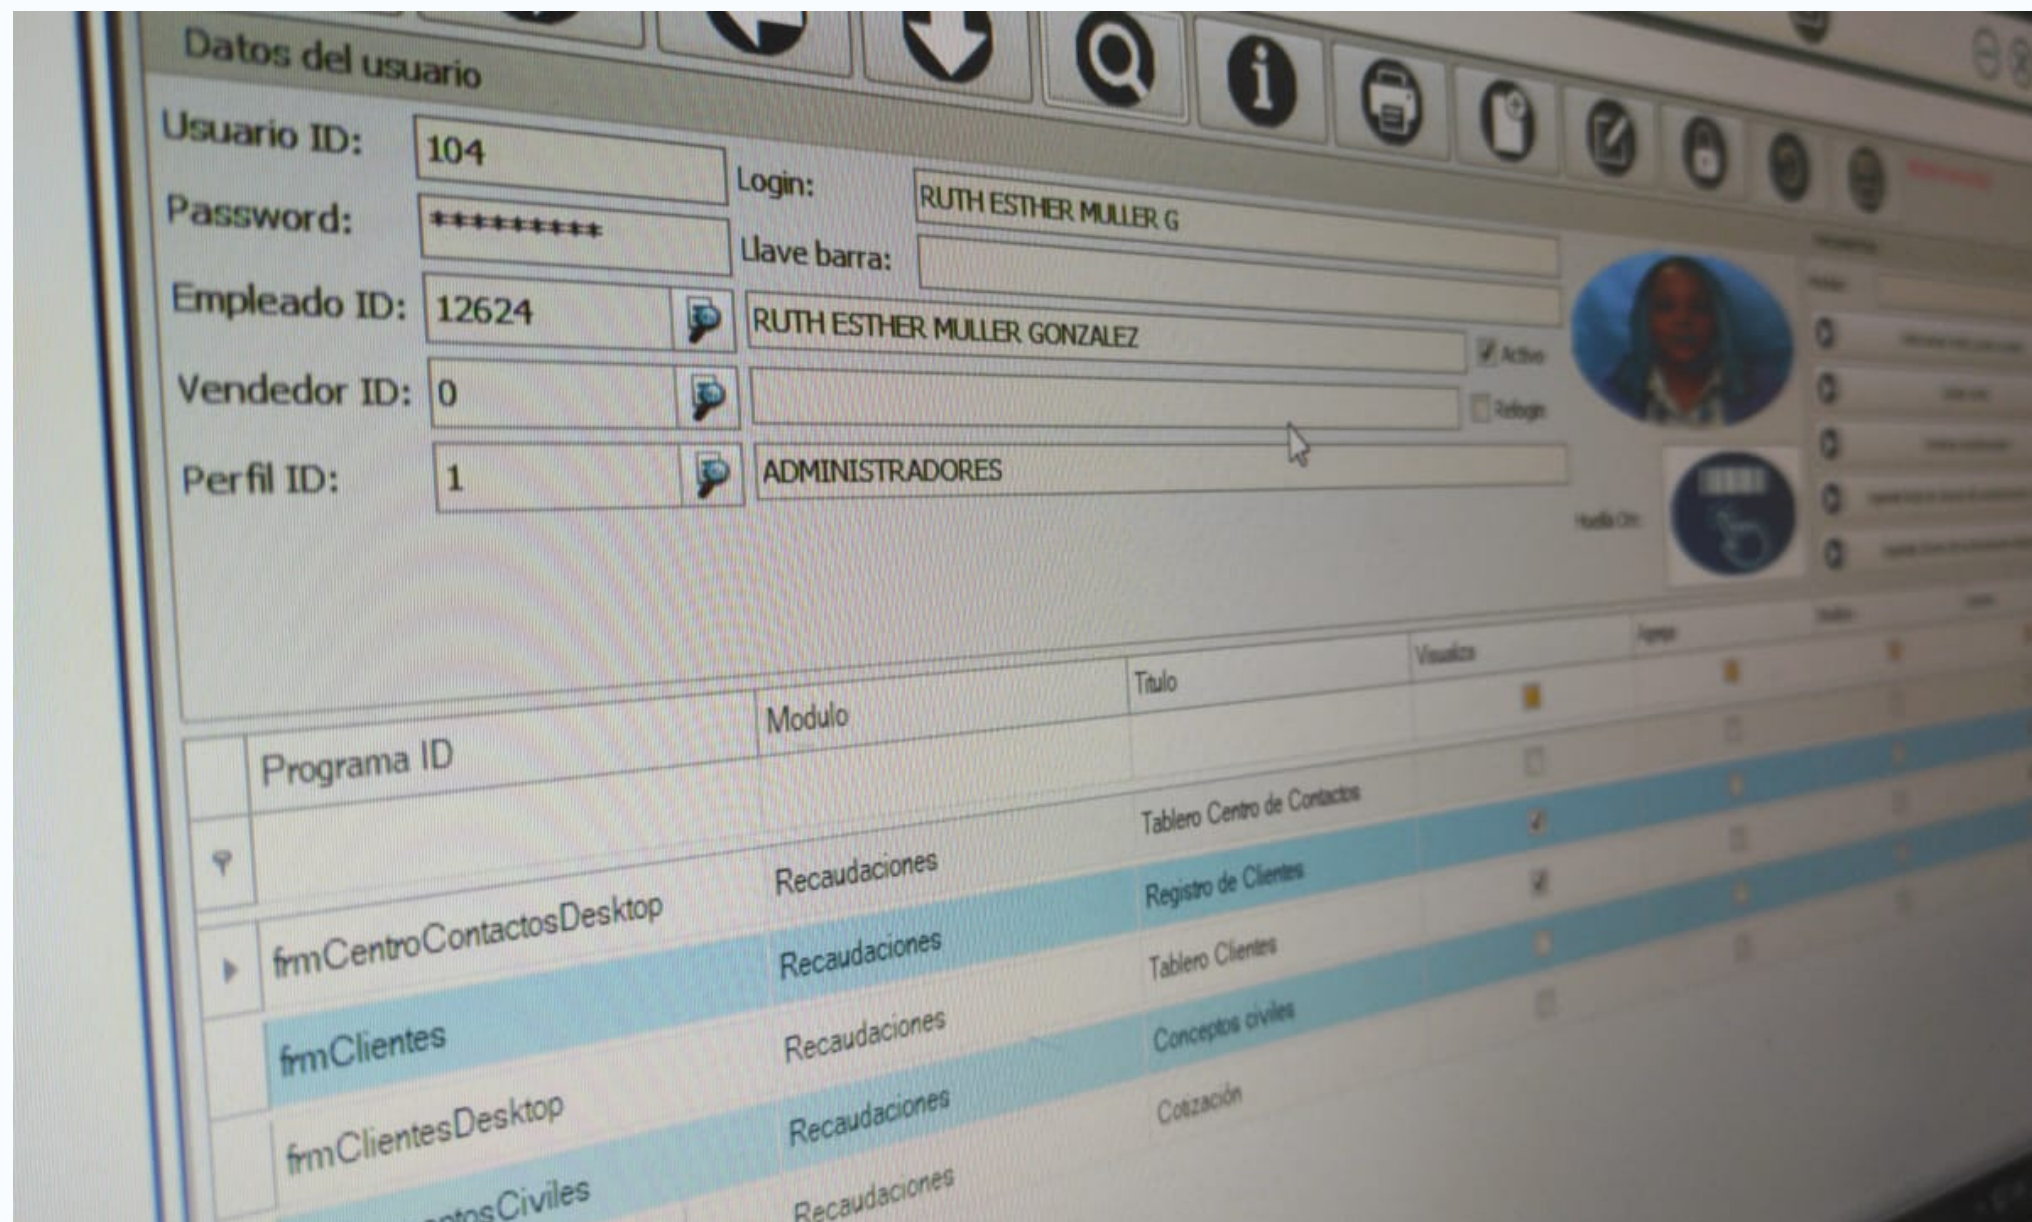 Datos del usuario
Usuario ID: 104
Login: RUTH ESTHER MULLER G
Password: *********
Llave barra:
Empleado ID: 12624 RUTH ESTHER MULLER GONZALEZ Activo
Vendedor ID: 0 Relogin
Perfil ID: 1 ADMINISTRADORES
Programa ID Modulo Titulo Visualiza Agrega
frmCentroContactosDesktop Recaudaciones Tablero Centro de Contactos
frmClientes Recaudaciones Registro de Clientes
frmClientesDesktop Recaudaciones Tablero Clientes
Recaudaciones Conceptos civiles
Recaudaciones Cotización